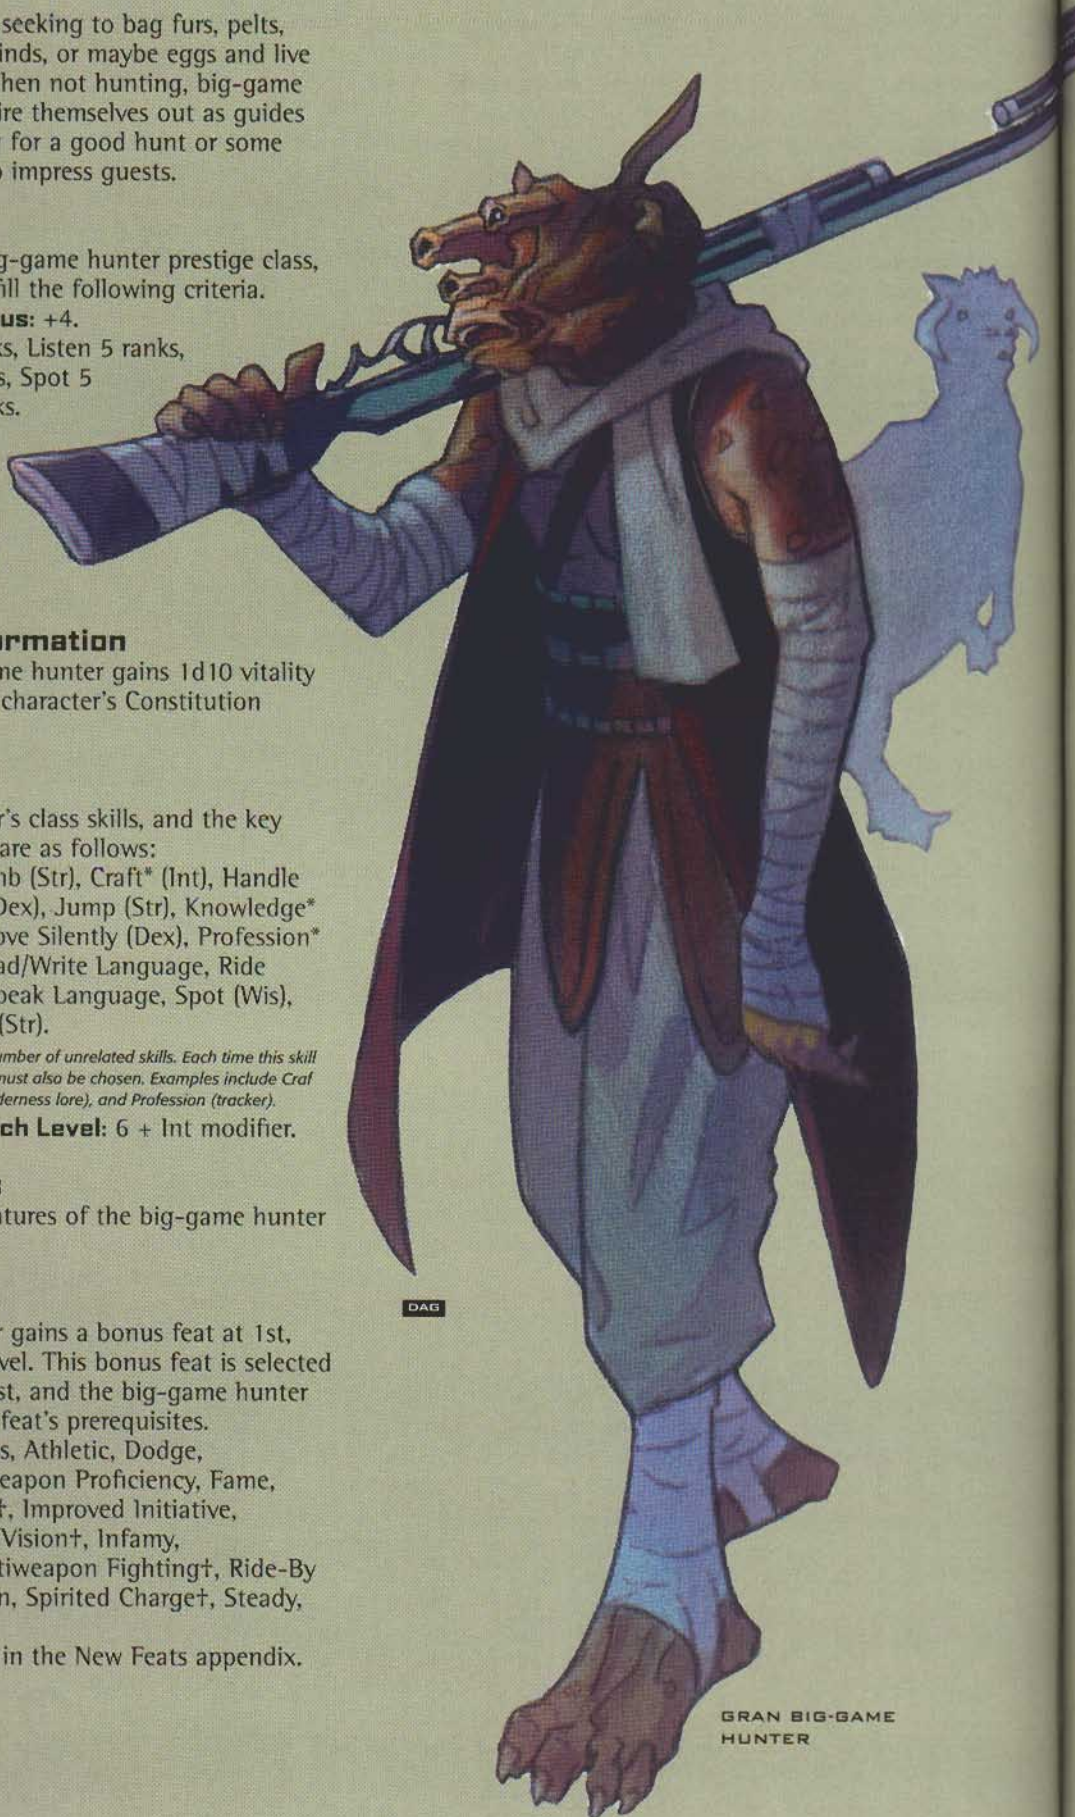 seeking to bag furs, pelts,
inds, or maybe eggs and live
hen not hunting, big-game
ire themselves out as guides
for a good hunt or some
impress guests.
g-game hunter prestige class,
ill the following criteria.
us: +4.
s, Listen 5 ranks,
s, Spot 5
ks.
rmation
me hunter gains 1d10 vitality
character's Constitution
r's class skills, and the key
are as follows:
mb (Str), Craft* (Int), Handle
Dex), Jump (Str), Knowledge*
ove Silently (Dex), Profession*
ad/Write Language, Ride
peak Language, Spot (Wis),
(Str).
umber of unrelated skills. Each time this skill
must also be chosen. Examples include Craf
derness lore), and Profession (tracker).
ch Level: 6 + Int modifier.
atures of the big-game hunter
r gains a bonus feat at 1st,
vel. This bonus feat is selected
st, and the big-game hunter
feat's prerequisites.
s, Athletic, Dodge,
eapon Proficiency, Fame,
†, Improved Initiative,
Vision†, Infamy,
tiweapon Fighting†, Ride-By
n, Spirited Charge†, Steady,
in the New Feats appendix.
DAG
GRAN BIG-GAME
HUNTER